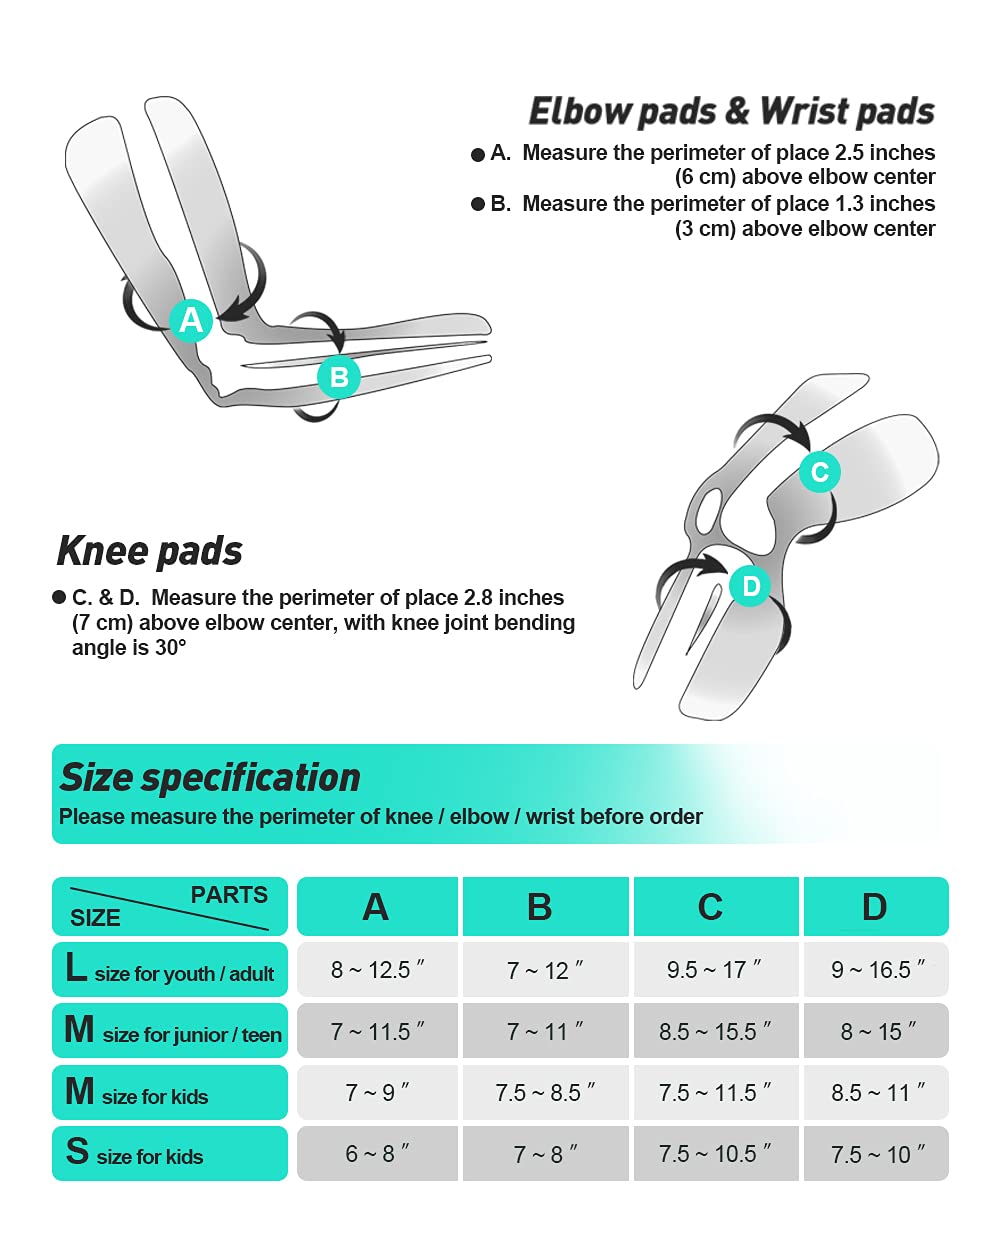 Elbow pads & Wrist pads
● A. Measure the perimeter of place 2.5 inches
(6 cm) above elbow center
● B. Measure the perimeter of place 1.3 inches
(3 cm) above elbow center
A
B
C
D
Knee pads
● C. & D. Measure the perimeter of place 2.8 inches
(7 cm) above elbow center, with knee joint bending
angle is 30°
Size specification
Please measure the perimeter of knee / elbow / wrist before order
PARTS
SIZE
A B C D
L size for youth / adult 8 ~ 12.5 ″ 7 ~ 12 ″ 9.5 ~ 17 ″ 9 ~ 16.5 ″
M size for junior / teen 7 ~ 11.5 ″ 7 ~ 11 ″ 8.5 ~ 15.5 ″ 8 ~ 15 ″
M size for kids 7 ~ 9 ″ 7.5 ~ 8.5 ″ 7.5 ~ 11.5 ″ 8.5 ~ 11 ″
S size for kids 6 ~ 8 ″ 7 ~ 8 ″ 7.5 ~ 10.5 ″ 7.5 ~ 10 ″